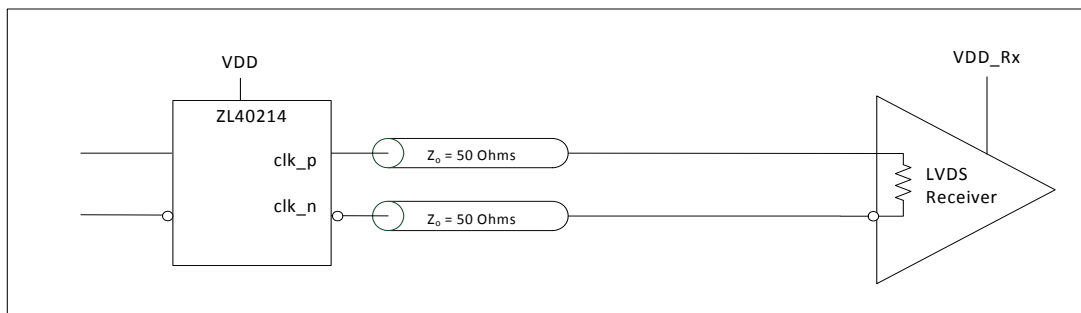 VDD
ZL40214
clk_p
clk_n
Zₒ = 50 Ohms
Zₒ = 50 Ohms
VDD_Rx
LVDS
Receiver